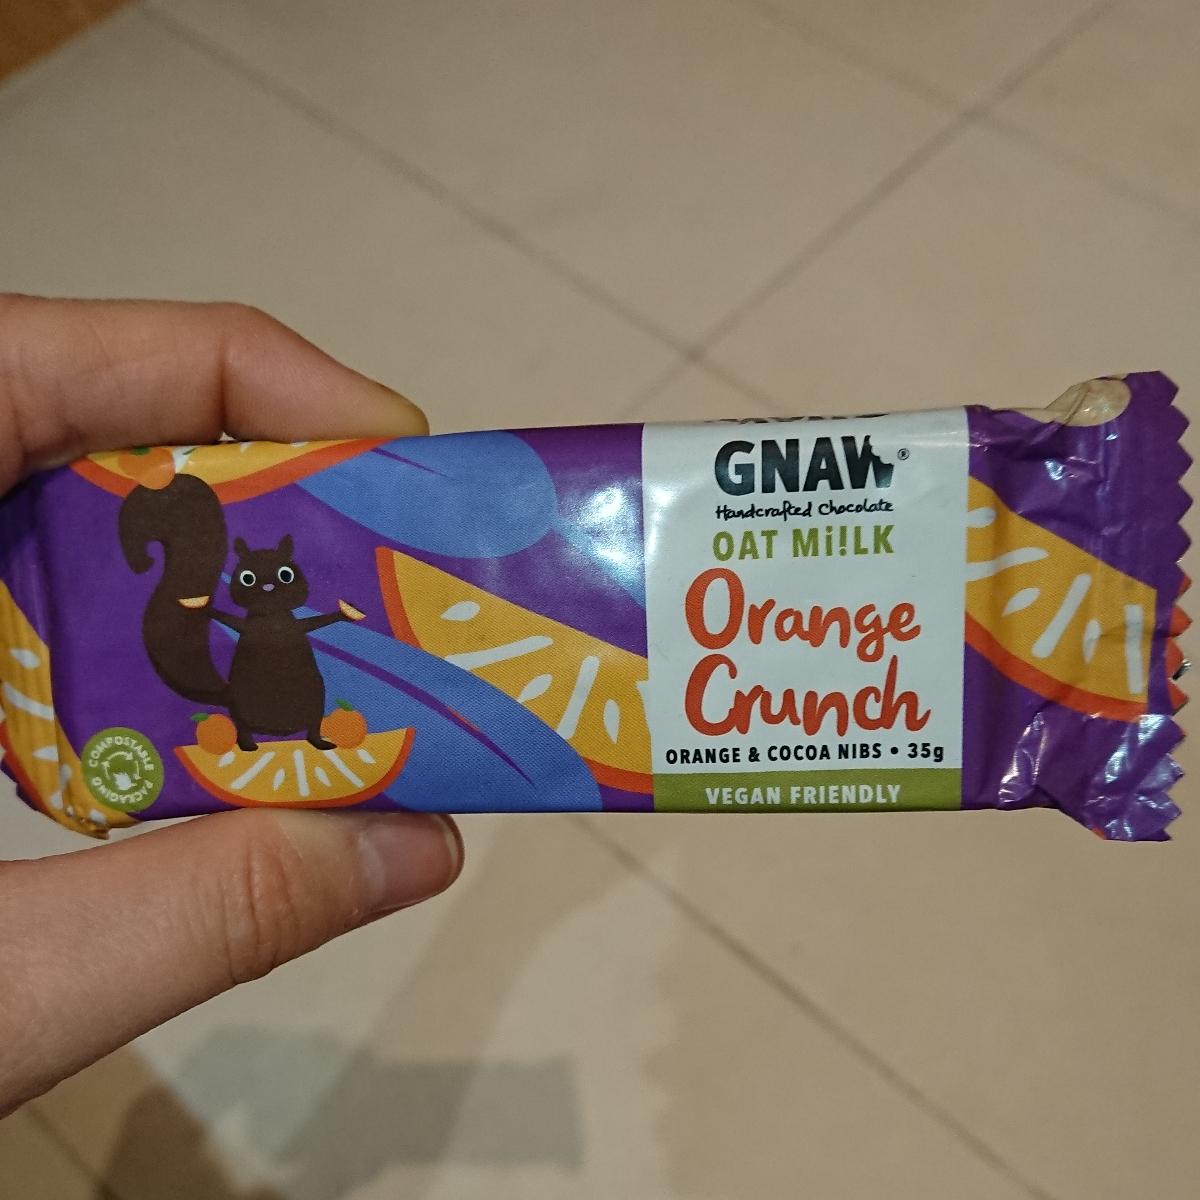 GNAW®
Handcrafted Chocolate
OAT Mi!LK
Orange
Crunch
ORANGE & COCOA NIBS • 35g
VEGAN FRIENDLY
COMPOSTABLE
PACKAGING